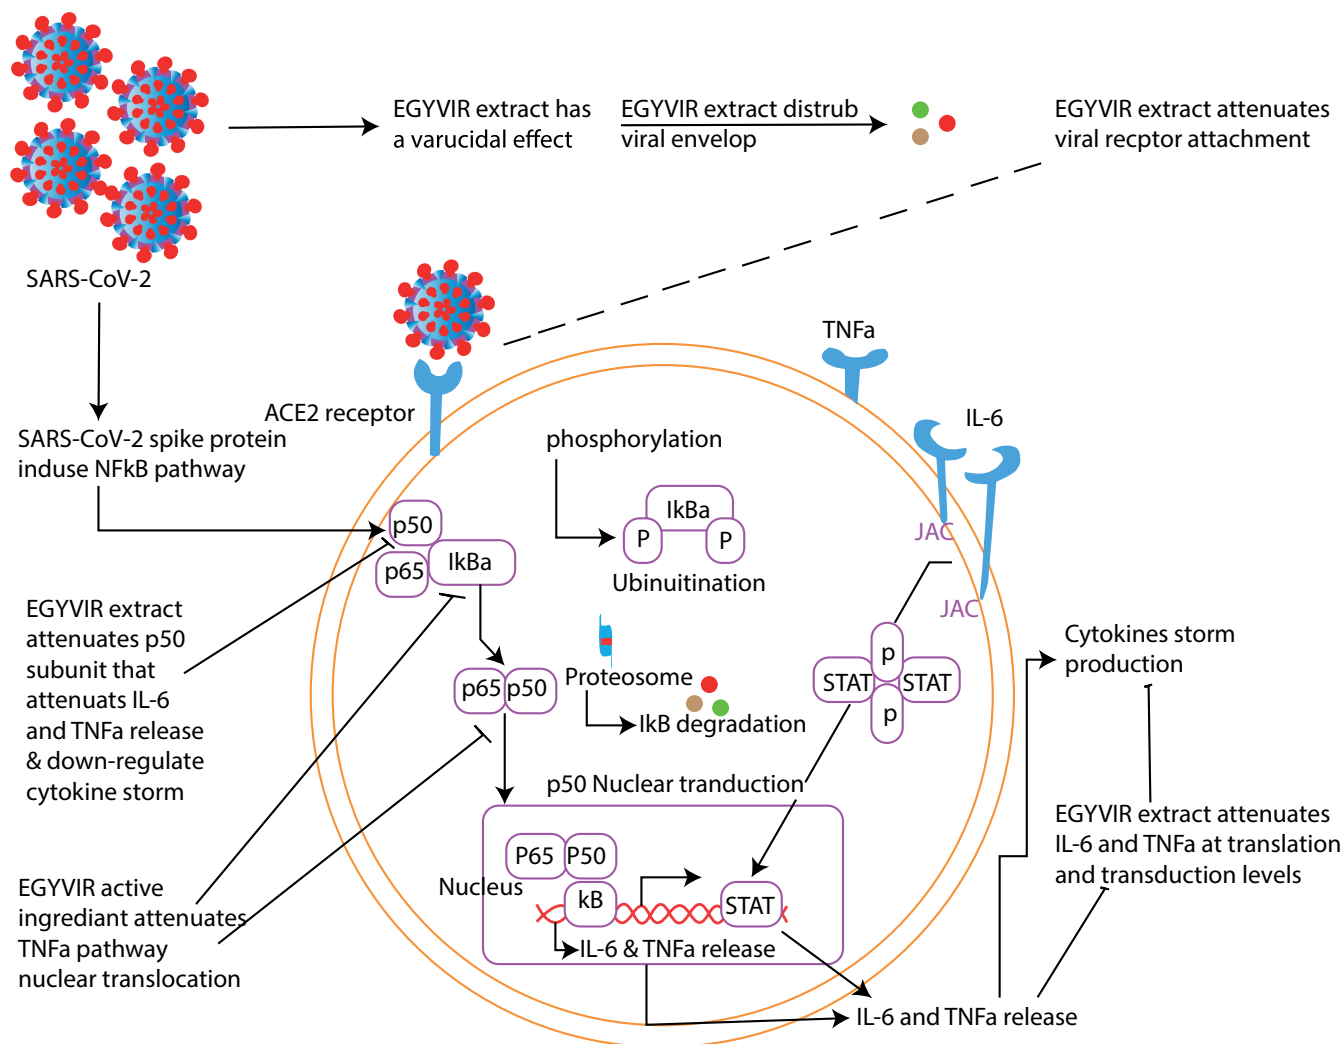 EGYVIR extract has
a varucidal effect
EGYVIR extract distrub
viral envelop
EGYVIR extract attenuates
viral recptor attachment
SARS-CoV-2
TNFa
ACE2 receptor
IL-6
SARS-CoV-2 spike protein
induse NFkB pathway
phosphorylation
p50
p65
IkBa
IkBa
P
P
Ubinuitination
JAC
JAC
EGYVIR extract
attenuates p50
subunit that
attenuats IL-6
and TNFa release
& down-regulate
cytokine storm
p65
p50
Proteosome
IkB degradation
p
STAT
STAT
p
Cytokines storm
production
p50 Nuclear tranduction
EGYVIR extract attenuates
IL-6 and TNFa at translation
and transduction levels
P65
P50
Nucleus
kB
STAT
IL-6 & TNFa release
EGYVIR active
ingrediant attenuates
TNFa pathway
nuclear translocation
IL-6 and TNFa release